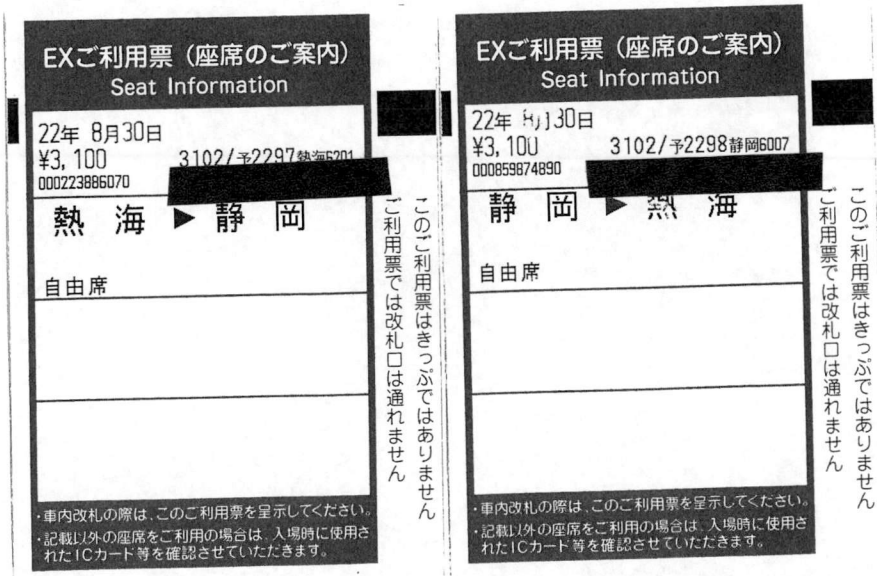 EXご利用票（座席のご案内）
Seat Information
22年 8月30日
¥3,100 3102/予2297熱海6201
000223886070
熱 海 ▶ 静 岡
自由席
・車内改札の際は、このご利用票を呈示してください。
・記載以外の座席をご利用の場合は、入場時に使用さ
れたICカード等を確認させていただきます。
このご利用票はきっぷではありません
ご利用票では改札口は通れません
EXご利用票（座席のご案内）
Seat Information
22年 8月30日
¥3,100 3102/予2298静岡6007
000859874890
静 岡 ▶ 熱 海
自由席
・車内改札の際は、このご利用票を呈示してください。
・記載以外の座席をご利用の場合は、入場時に使用さ
れたICカード等を確認させていただきます。
このご利用票はきっぷではありません
ご利用票では改札口は通れません